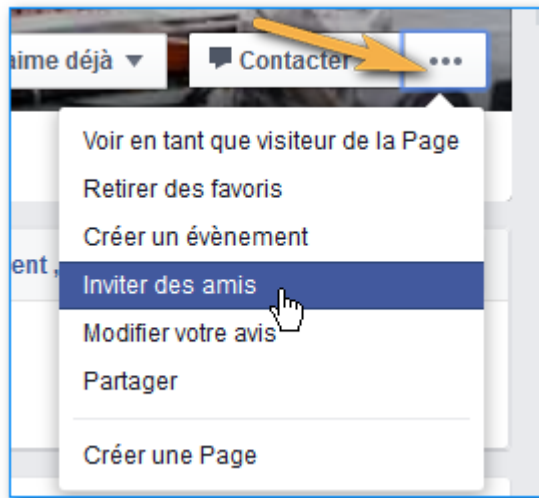 aime déjà Contacter
Voir en tant que visiteur de la Page
Retirer des favoris
Créer un évènement
ent,
Inviter des amis
Modifier votre avis
Partager
Créer une Page